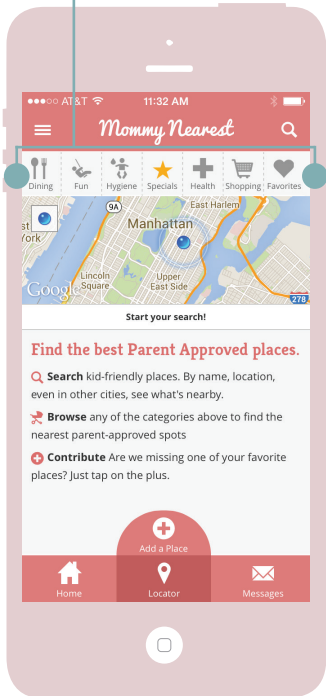 AT&T 11:32 AM
Mommy Nearest
Dining Fun Hygiene Specials Health Shopping Favorites
9A East Harlem
Manhattan
st
York
Lincoln
Square
Upper
East Side
Google
278
Start your search!
Find the best Parent Approved places.
Search kid-friendly places. By name, location,
even in other cities, see what's nearby.
Browse any of the categories above to find the
nearest parent-approved spots
Contribute Are we missing one of your favorite
places? Just tap on the plus.
Add a Place
Home Locator Messages